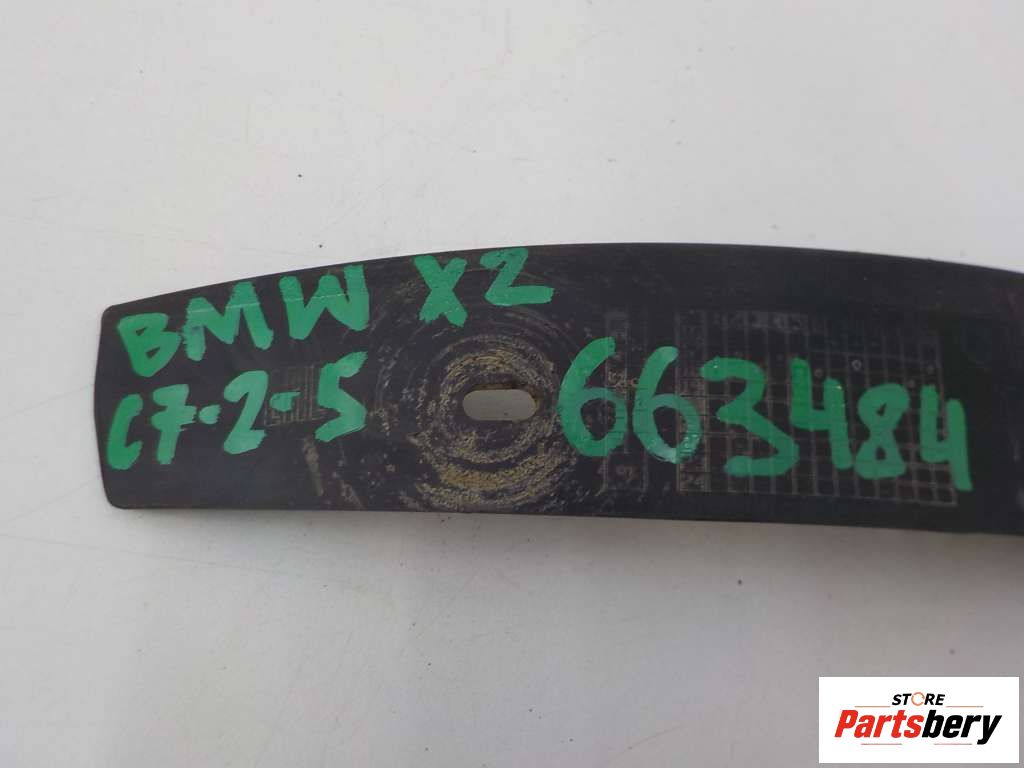 BMW X2
C7-2-5
663484
STORE
Partsbery